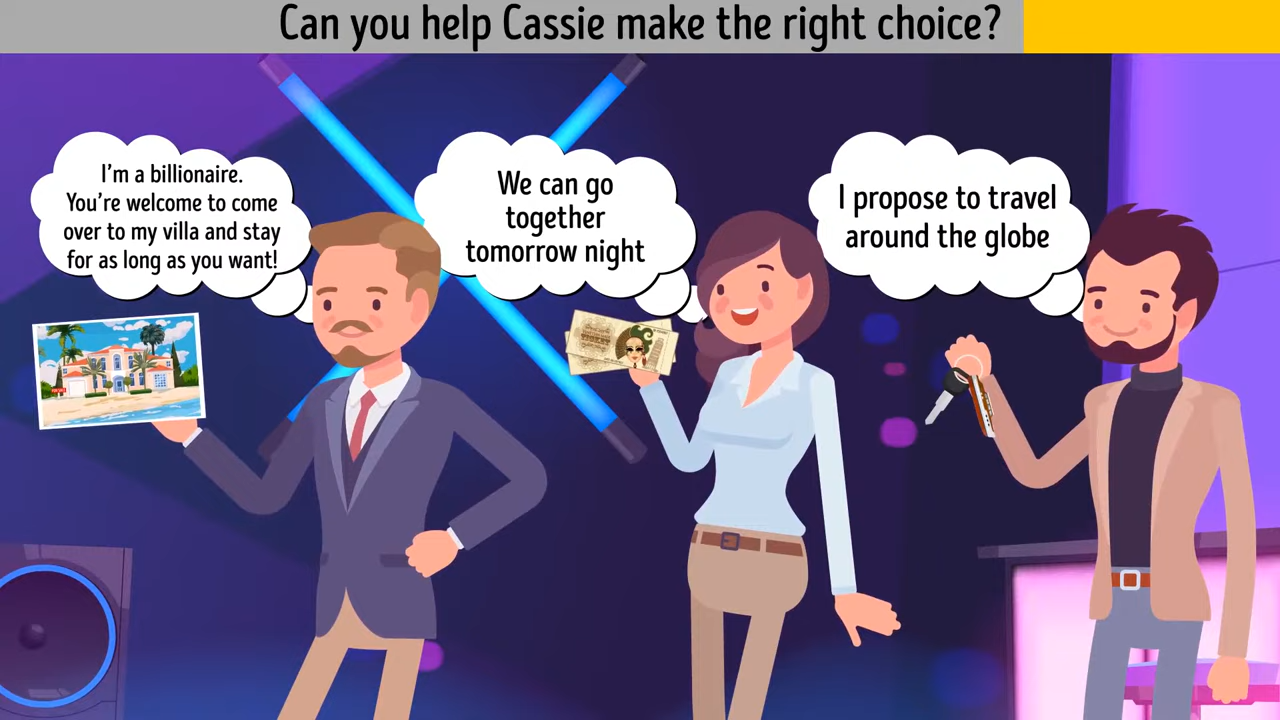 Can you help Cassie make the right choice?
I'm a billionaire.
You're welcome to come
over to my villa and stay
for as long as you want!
We can go
together
tomorrow night
I propose to travel
around the globe